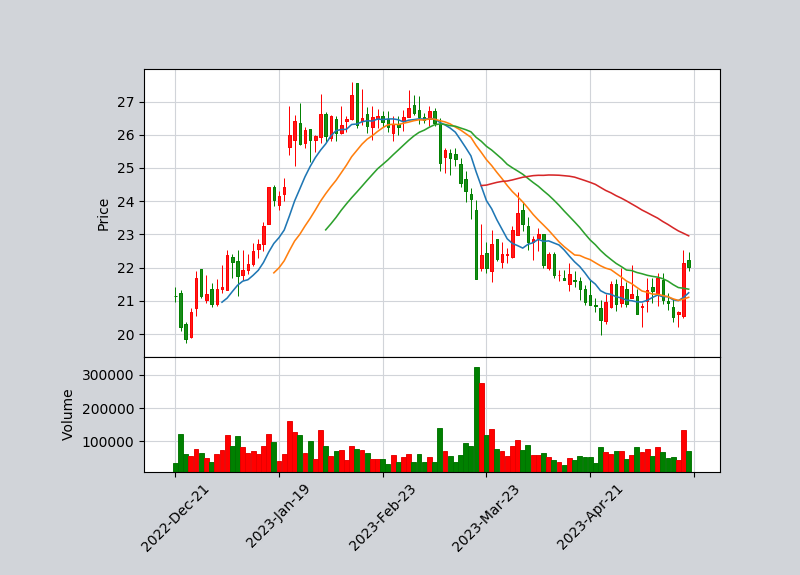 Price
27
26
25
24
23
22
21
20
Volume
300000
200000
100000
2022-Dec-21
2023-Jan-19
2023-Feb-23
2023-Mar-23
2023-Apr-21